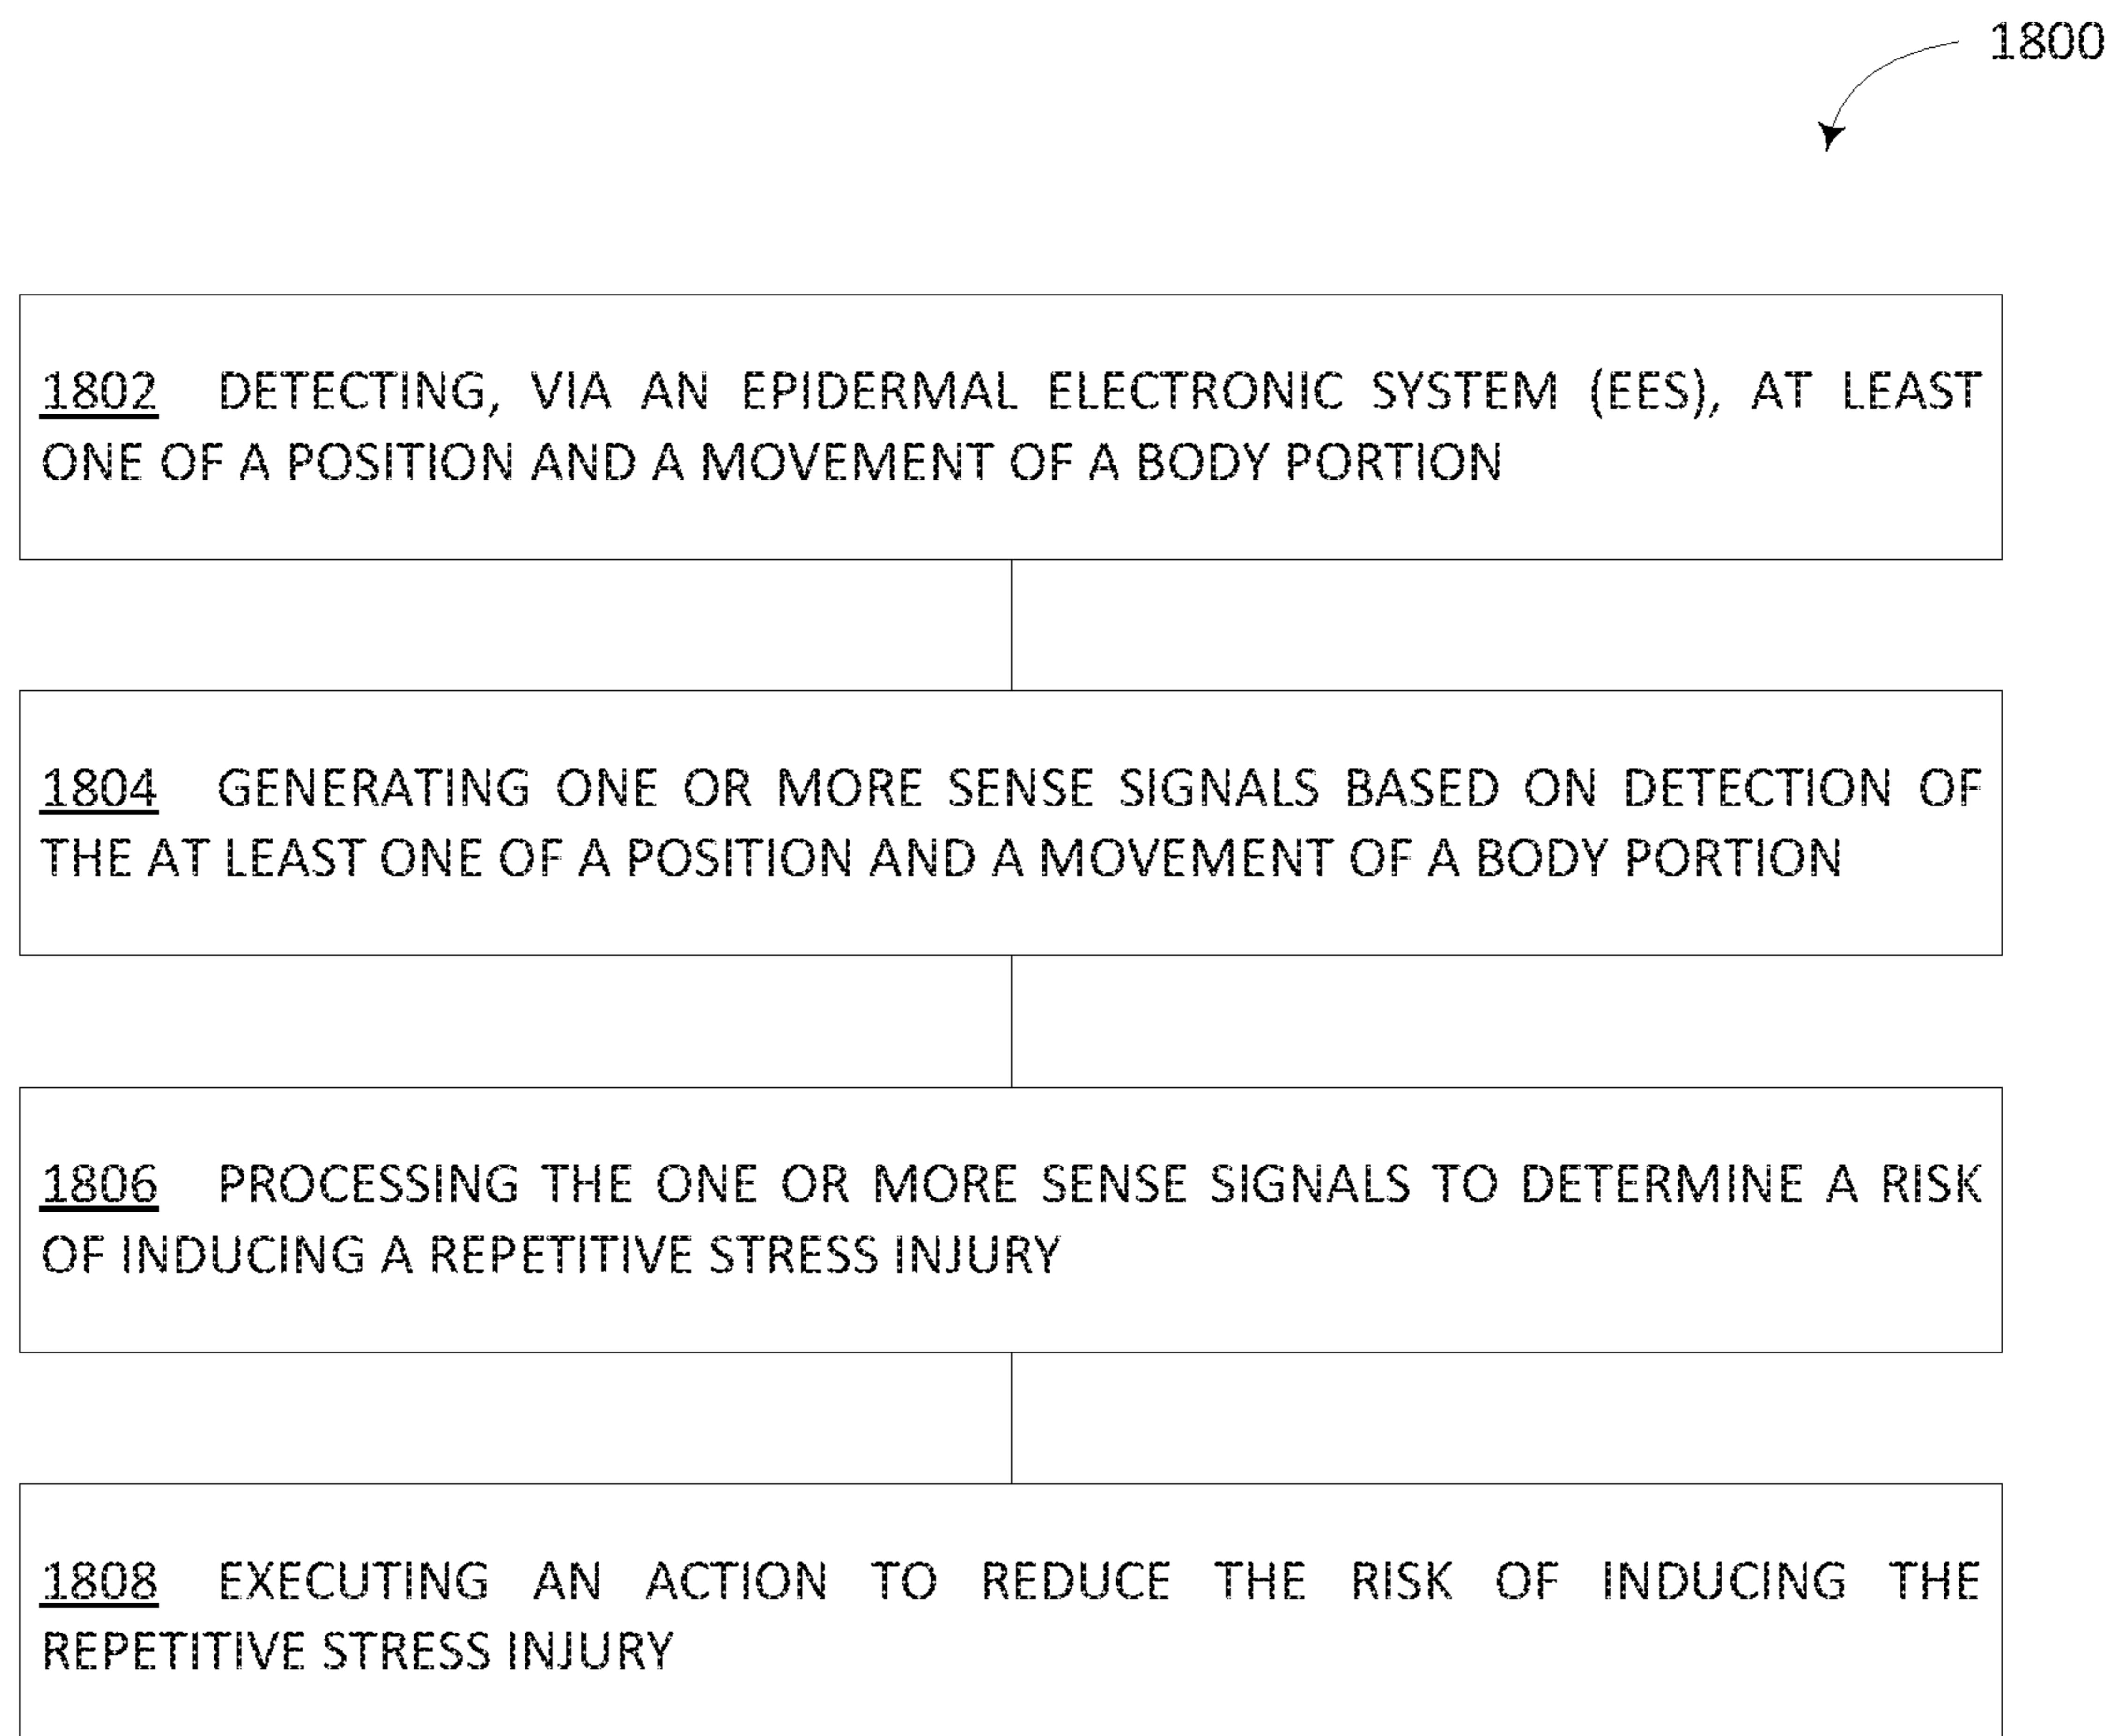 1800
1802 DETECTING, VIA AN EPIDERMAL ELECTRONIC SYSTEM (EES), AT LEAST
ONE OF A POSITION AND A MOVEMENT OF A BODY PORTION
1804 GENERATING ONE OR MORE SENSE SIGNALS BASED ON DETECTION OF
THE AT LEAST ONE OF A POSITION AND A MOVEMENT OF A BODY PORTION
1806 PROCESSING THE ONE OR MORE SENSE SIGNALS TO DETERMINE A RISK
OF INDUCING A REPETITIVE STRESS INJURY
1808 EXECUTING AN ACTION TO REDUCE THE RISK OF INDUCING THE
REPETITIVE STRESS INJURY